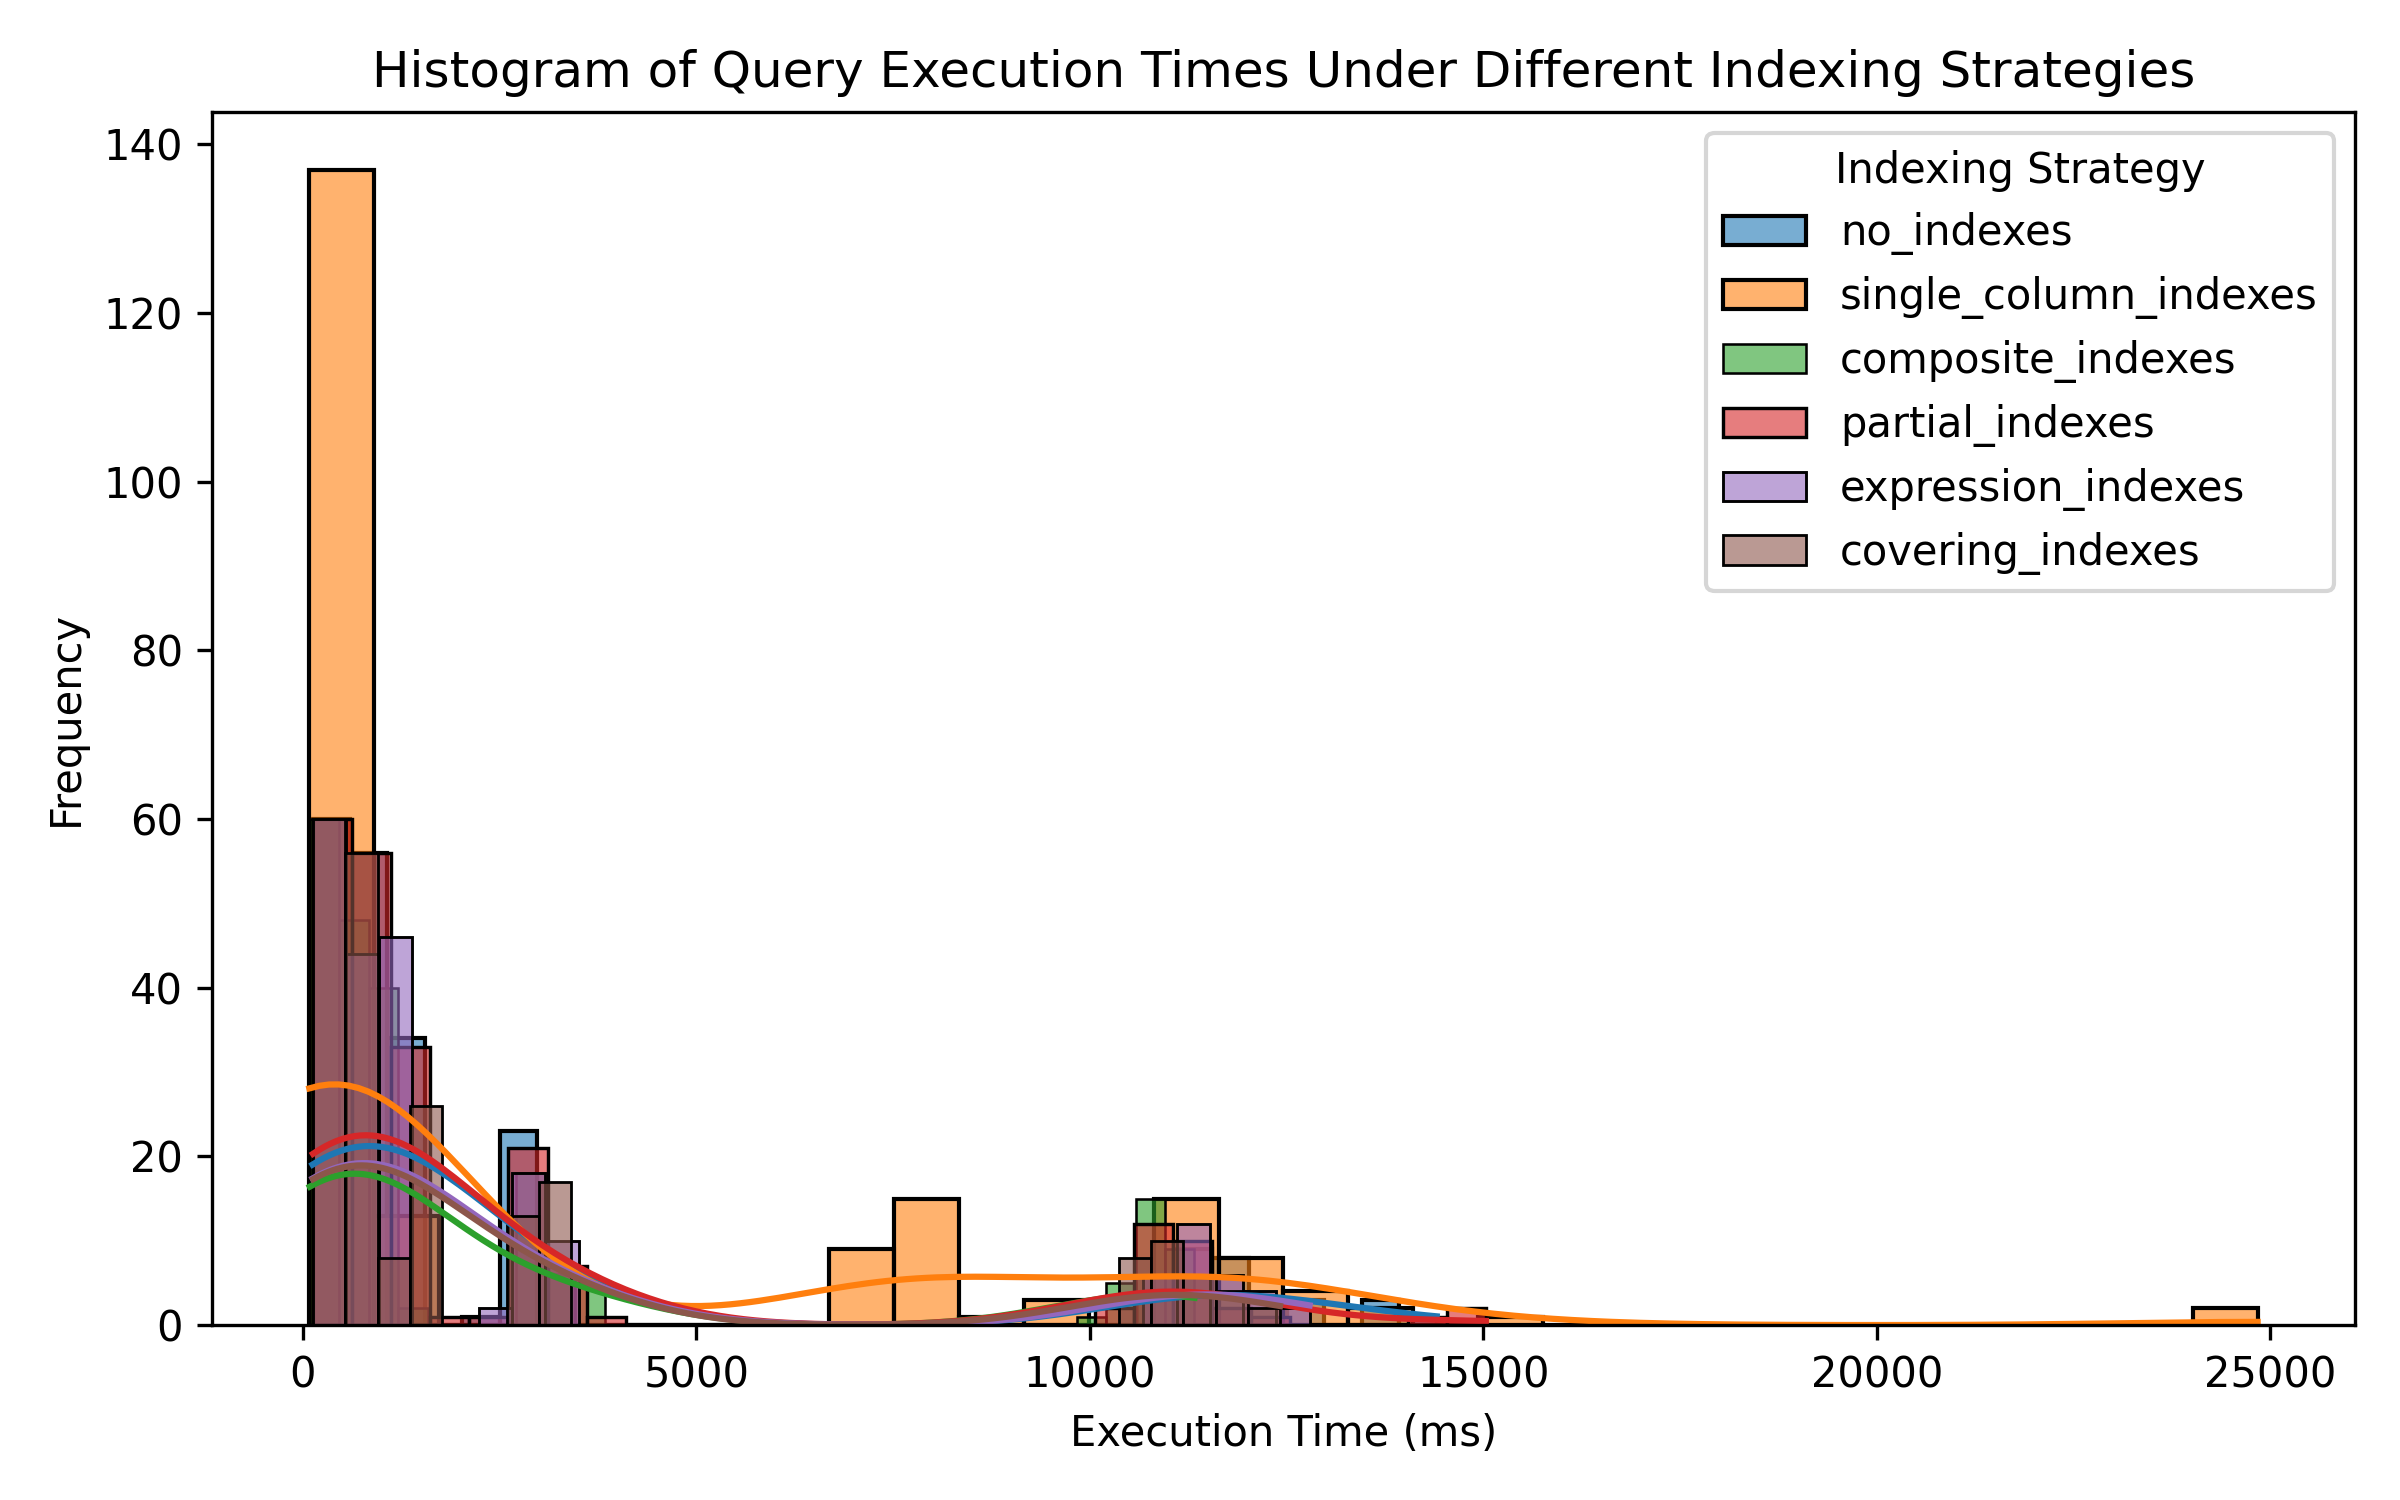 Histogram of Query Execution Times Under Different Indexing Strategies
140
120
100
80
60
40
20
0
Frequency
Indexing Strategy
no_indexes
single_column_indexes
composite_indexes
partial_indexes
expression_indexes
covering_indexes
0 5000 10000 15000 20000 25000
Execution Time (ms)